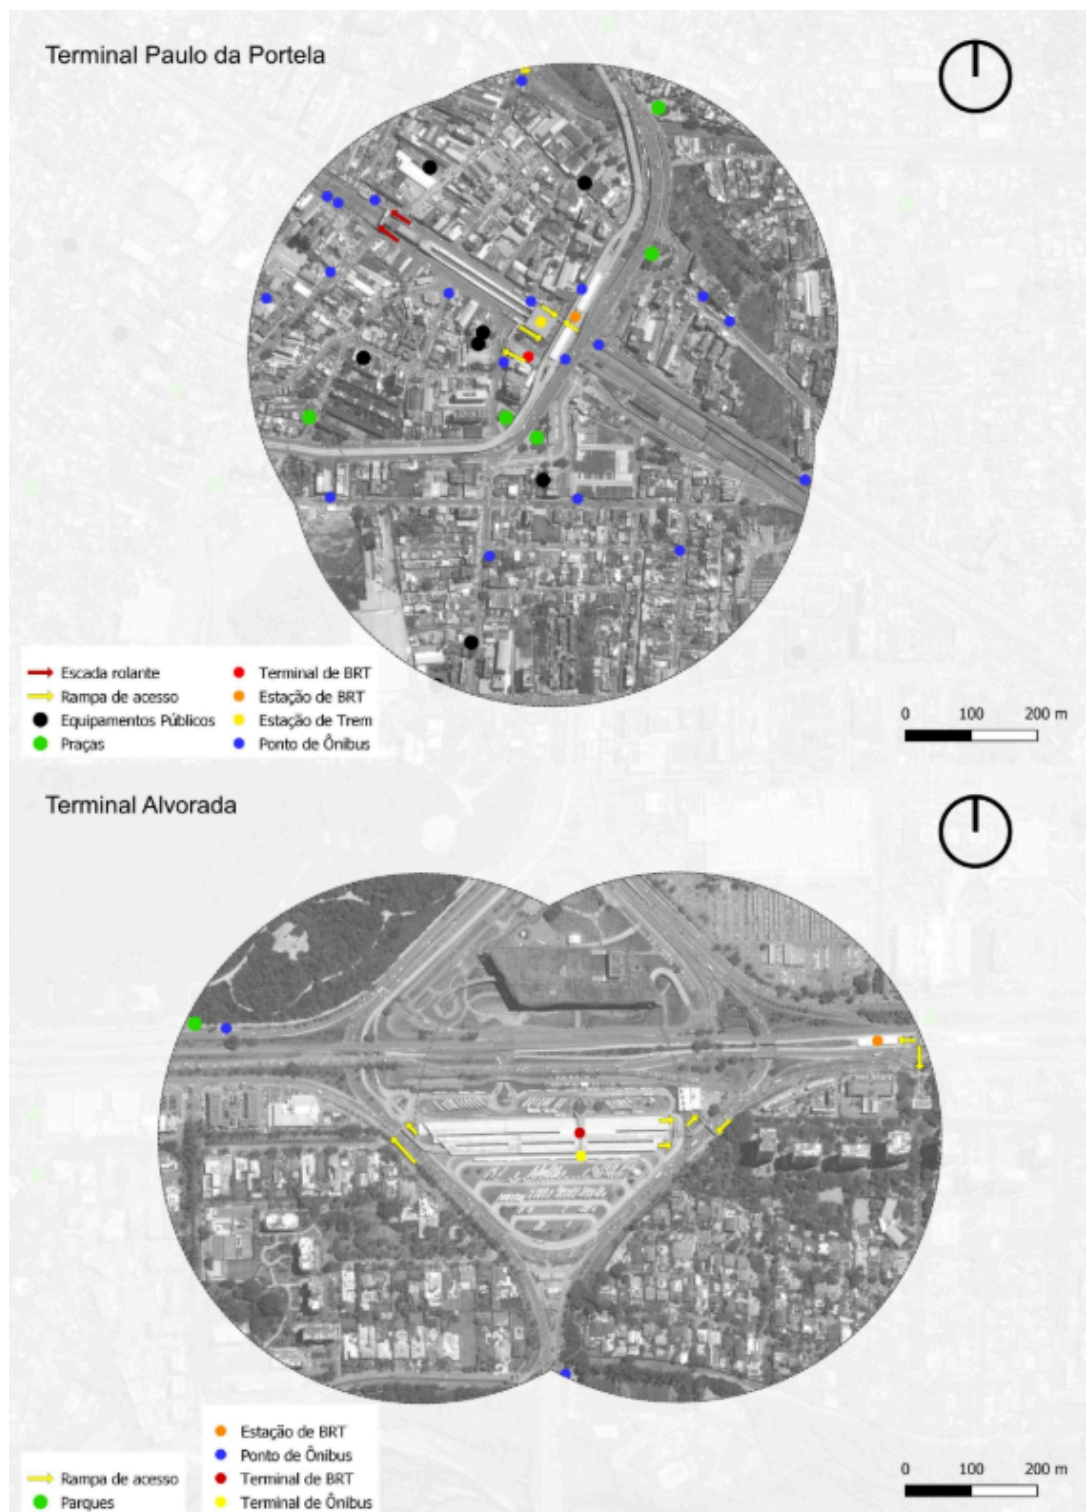 Terminal Paulo da Portela
Escada rolante
Rampa de acesso
Equipamentos Públicos
Praças
Terminal de BRT
Estação de BRT
Estação de Trem
Ponto de Ônibus
0 100 200 m
Terminal Alvorada
Rampa de acesso
Parques
Estação de BRT
Ponto de Ônibus
Terminal de BRT
Terminal de Ônibus
0 100 200 m